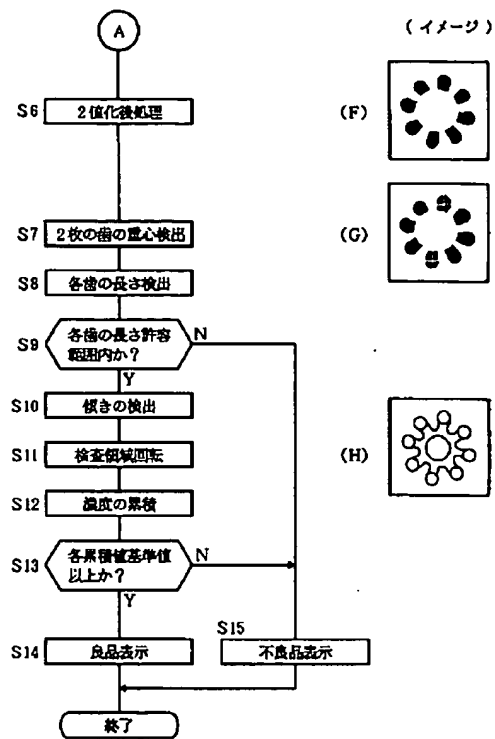 A
(イメージ)
S6
2値化後処理
(F)
S7
2枚の歯の重心検出
(G)
S8
各歯の長さ検出
S9
各歯の長さ許容
範囲内か?
N
Y
S10
傾きの検出
S11
検査領域回転
(H)
S12
濃度の累積
S13
各累積値基準値
以上か?
N
Y
S14
良品表示
S15
不良品表示
終了